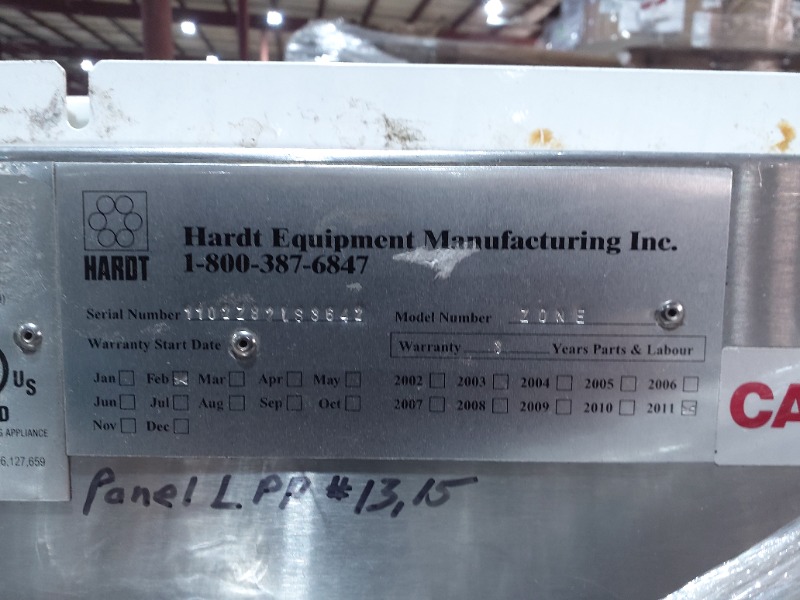 Hardt Equipment Manufacturing Inc.
HARDT
1-800-387-6847
Serial Number
Model Number ZONE
Warranty Start Date
Warranty 1 Years Parts & Labour
Jan Feb Mar Apr May
2002 2003 2004 2005 2006
Jun Jul Aug Sep Oct
2007 2008 2009 2010 2011
Nov Dec
US
D
APPLIANCE
6,127,659
CA
Panel L PP #13,15